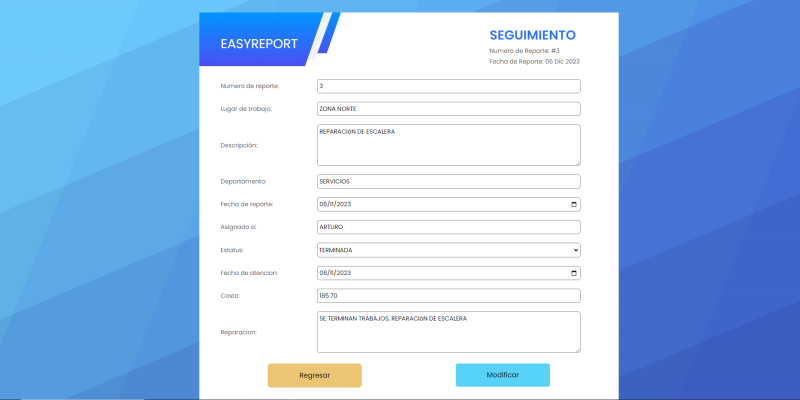 EASYREPORT
SEGUIMIENTO
Numero de Reporte: #3
Fecha de Reporte: 06 Dic 2023
Numero de reporte: 3
Lugar de trabajo: ZONA NORTE
Descripción: REPARACIóN DE ESCALERA
Departamento: SERVICIOS
Fecha de reporte: 06/11/2023
Asignado a: ARTURO
Estatus: TERMINADA
Fecha de atencion: 08/11/2023
Costo: 185.70
Reparacion: SE TERMINAN TRABAJOS, REPARACIóN DE ESCALERA
Regresar Modificar